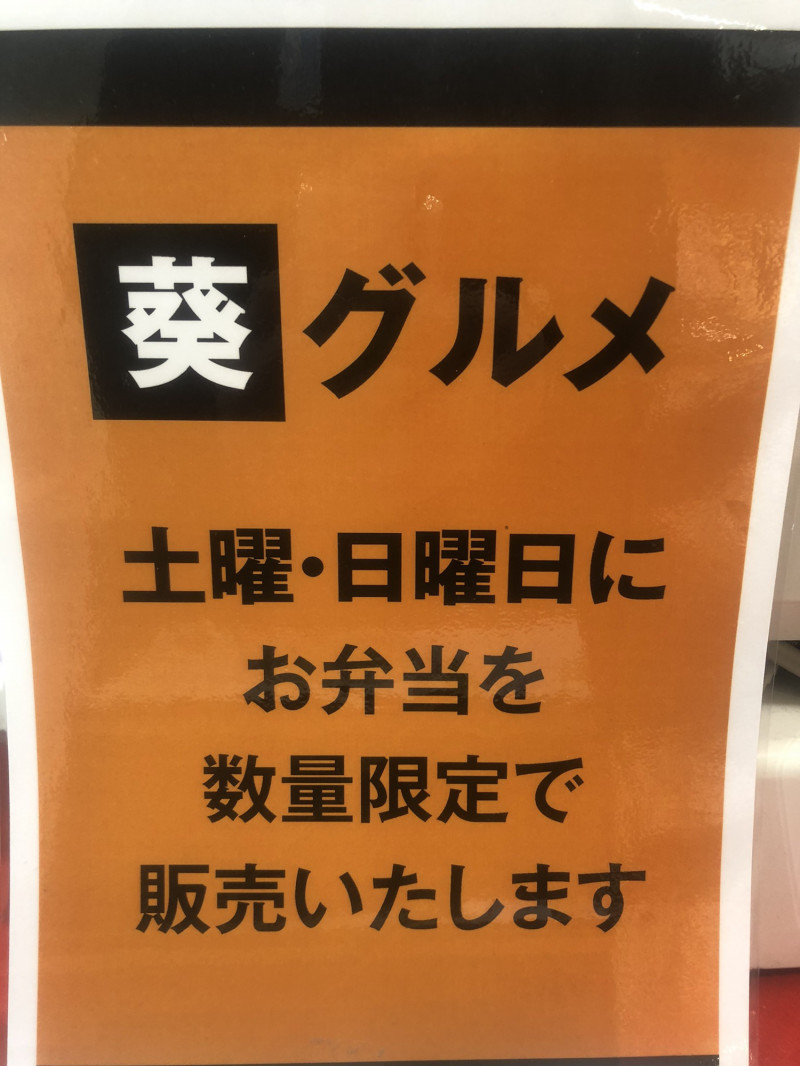 葵グルメ
土曜・日曜日に
お弁当を
数量限定で
販売いたします